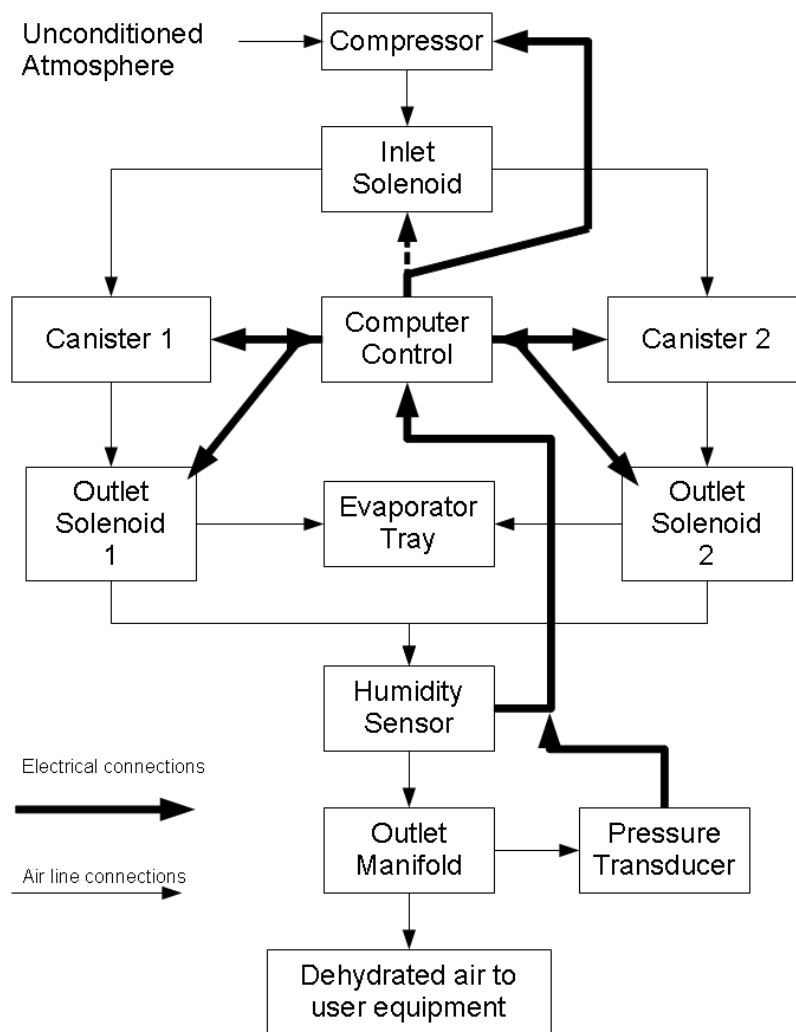 Unconditioned
Atmosphere
Compressor
Inlet
Solenoid
Canister 1
Computer
Control
Canister 2
Outlet
Solenoid
1
Evaporator
Tray
Outlet
Solenoid
2
Humidity
Sensor
Electrical connections
Outlet
Manifold
Pressure
Transducer
Air line connections
Dehydrated air to
user equipment